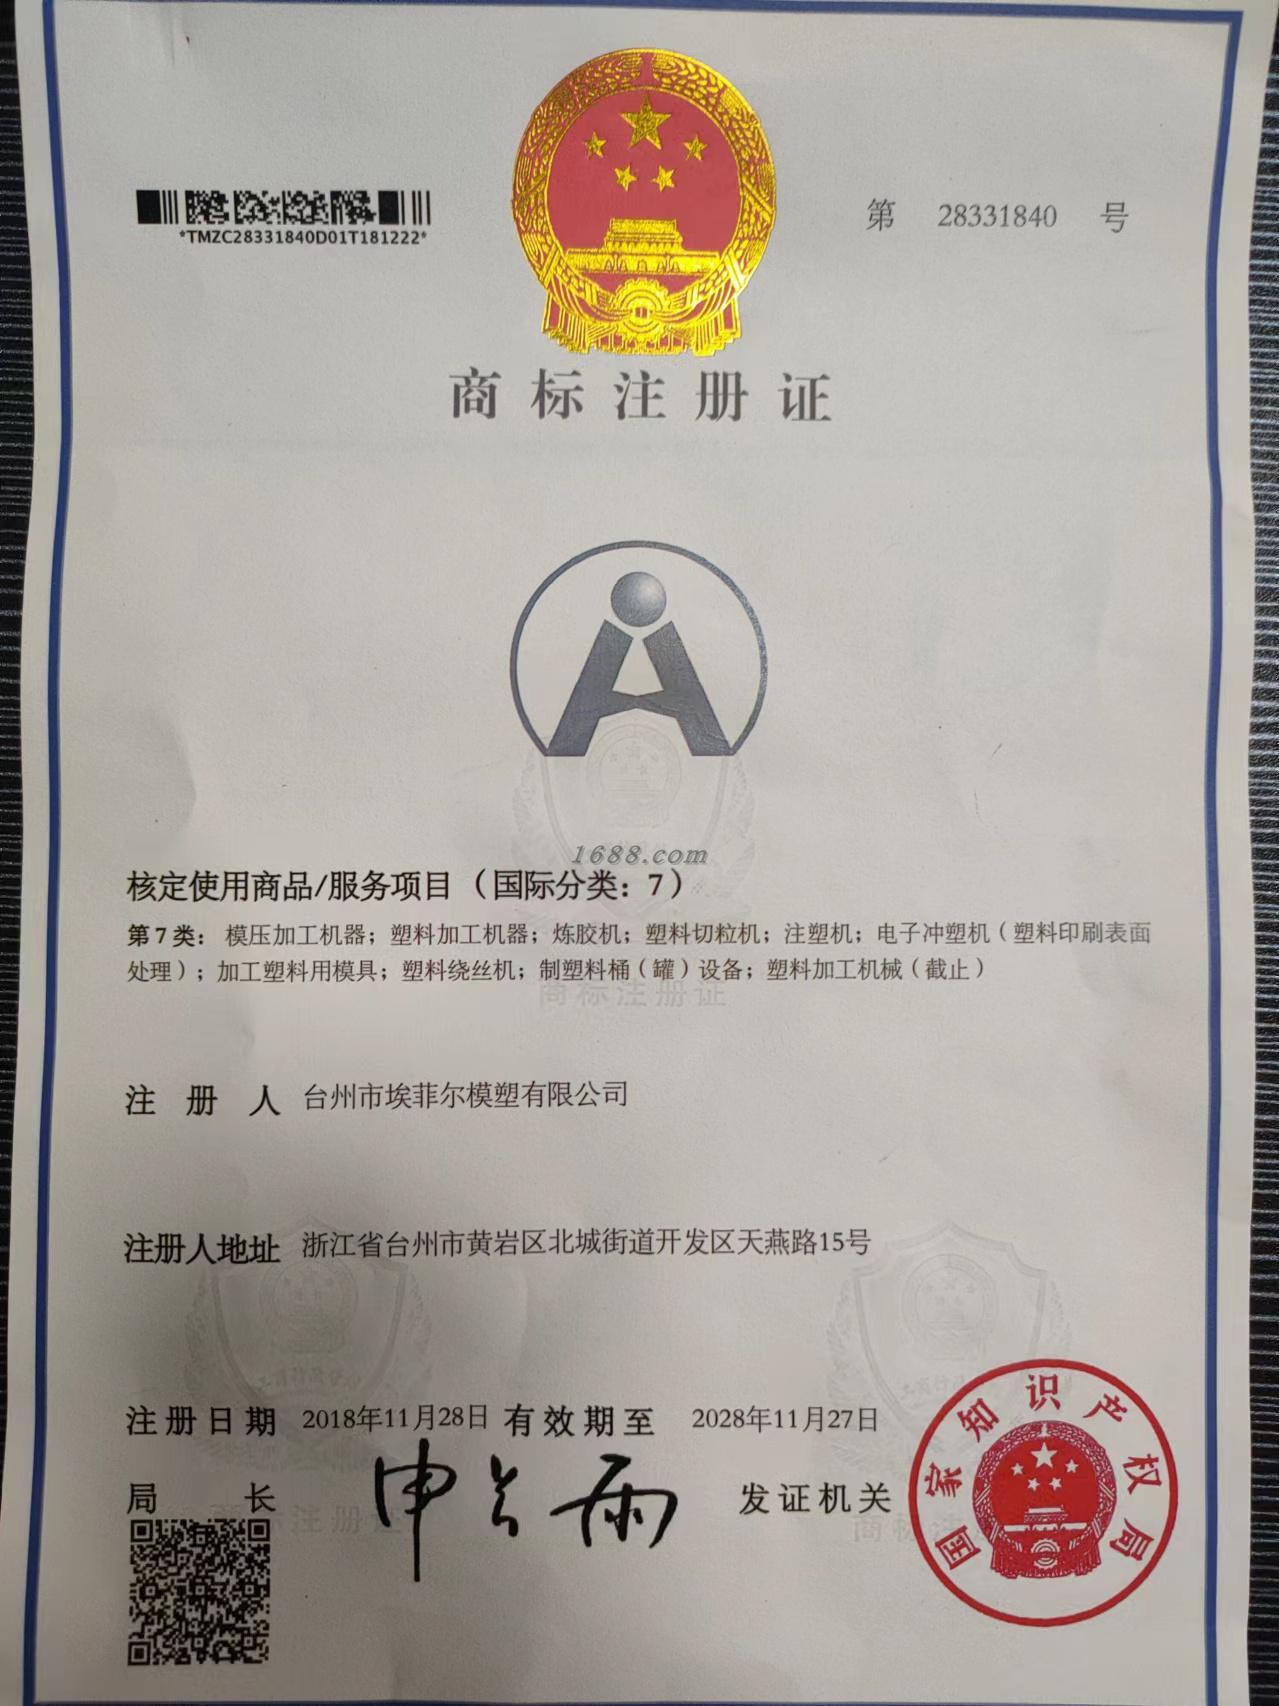 *TMZC28331840D01T181222*
第 28331840 号
商标注册证
1688.com
核定使用商品/服务项目（国际分类：7）
第7类：模压加工机器；塑料加工机器；炼胶机；塑料切粒机；注塑机；电子冲塑机（塑料印刷表面
处理）；加工塑料用模具；塑料绕丝机；制塑料桶（罐）设备；塑料加工机械（截止）
商标注册证
注册人 台州市埃菲尔模塑有限公司
注册人地址 浙江省台州市黄岩区北城街道开发区天燕路15号
注册日期 2018年11月28日 有效期至 2028年11月27日
局长 申长雨 发证机关
国家知识产权局